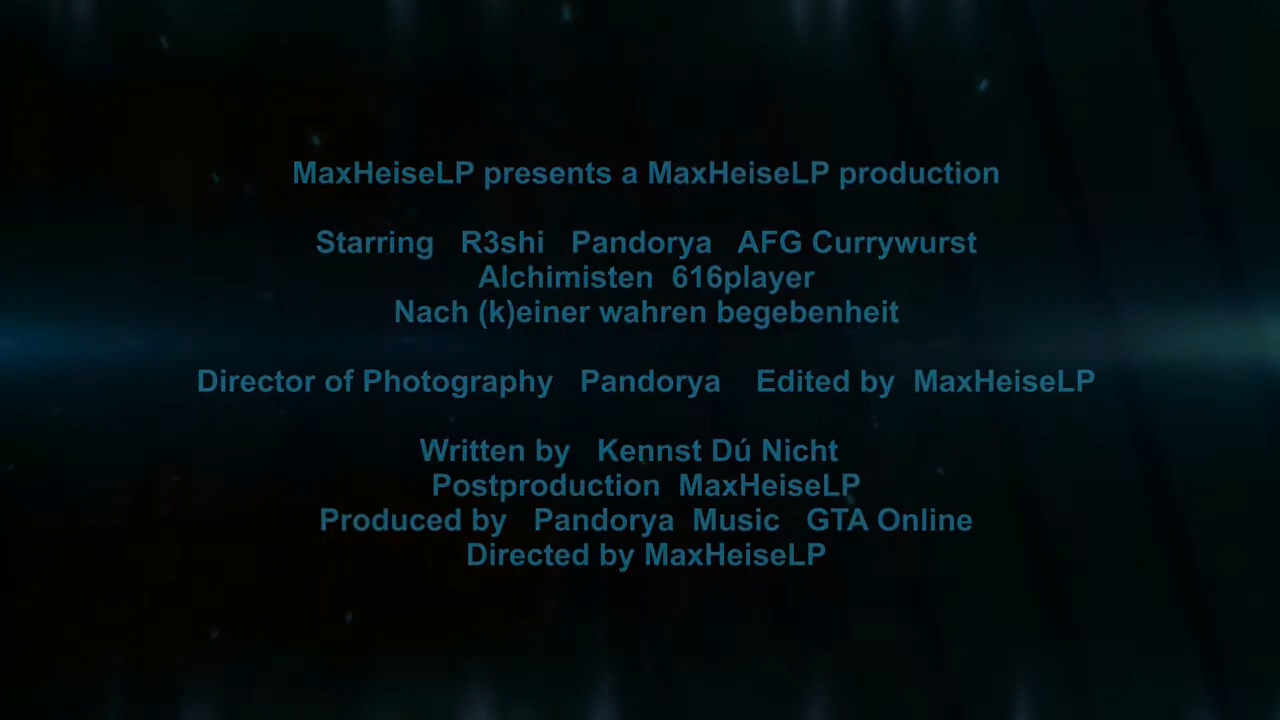 MaxHeiseLP presents a MaxHeiseLP production
Starring R3shi Pandorya AFG Currywurst
Alchimisten 616player
Nach (k)einer wahren begebenheit
Director of Photography Pandorya Edited by MaxHeiseLP
Written by Kennst Dú Nicht
Postproduction MaxHeiseLP
Produced by Pandorya Music GTA Online
Directed by MaxHeiseLP